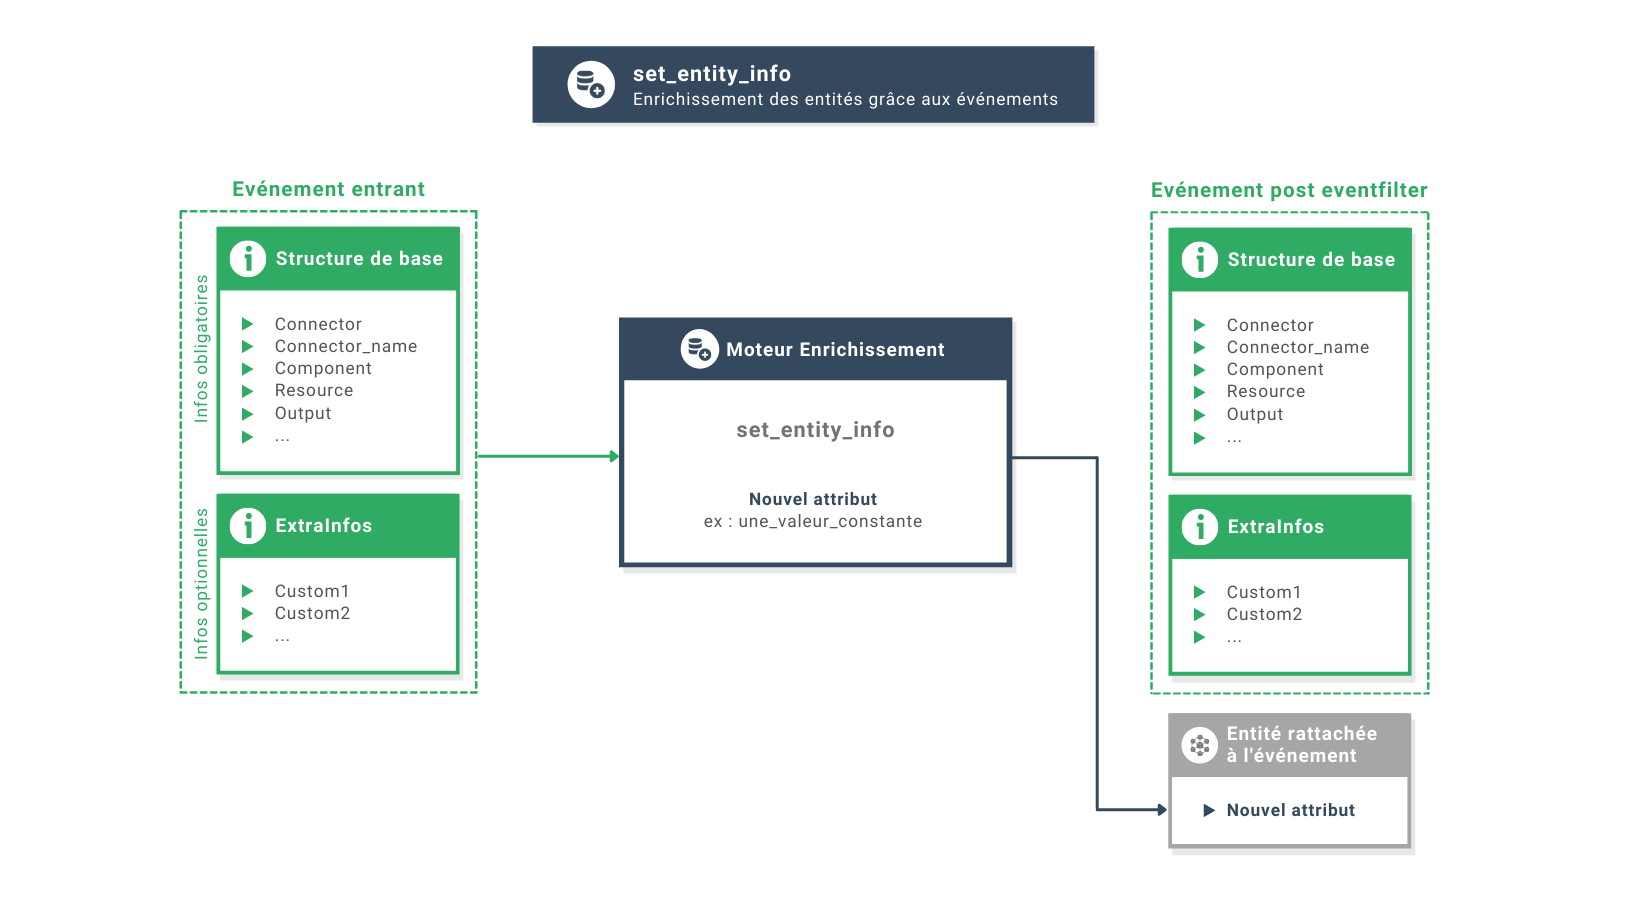 set_entity_info
Enrichissement des entités grâce aux événements
Evénement entrant
Infos obligatoires
Structure de base
Connector
Connector_name
Component
Resource
Output
...
Infos optionnelles
ExtraInfos
Custom1
Custom2
...
Moteur Enrichissement
set_entity_info
Nouvel attribut
ex : une_valeur_constante
Evénement post eventfilter
Structure de base
Connector
Connector_name
Component
Resource
Output
...
ExtraInfos
Custom1
Custom2
...
Entité rattachée
à l'événement
Nouvel attribut